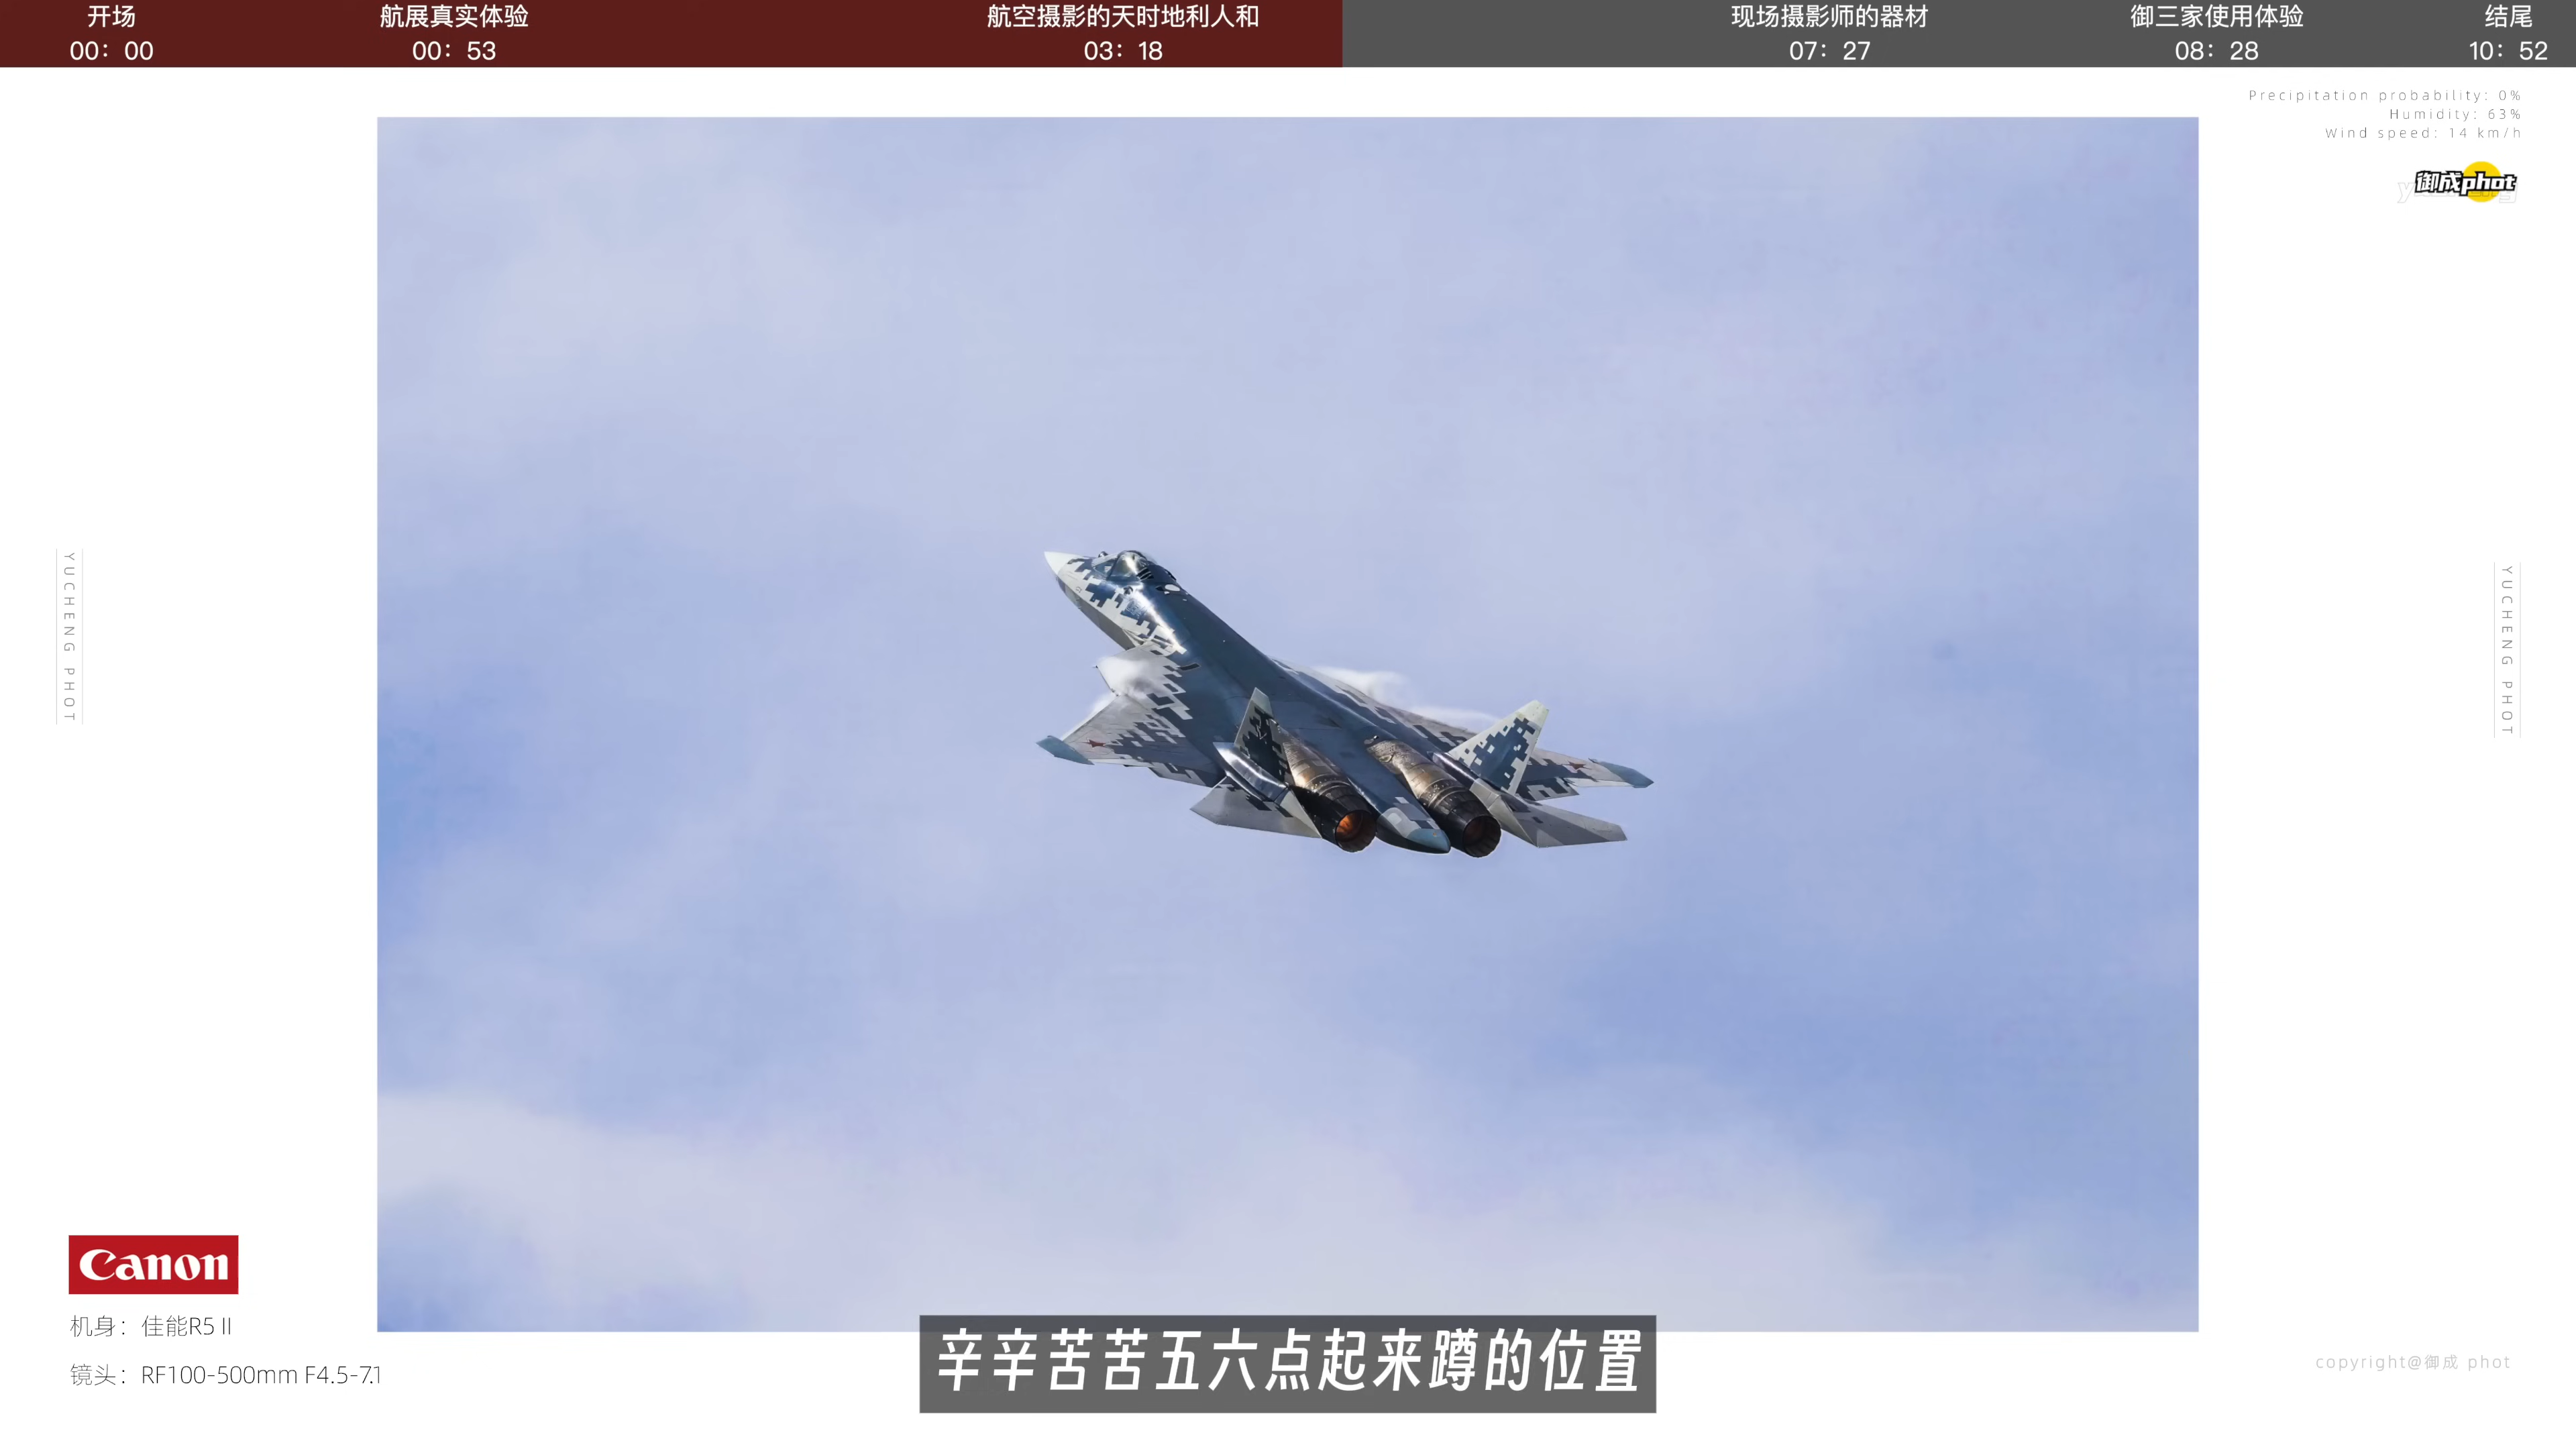 开场
00：00
航展真实体验
00：53
航空摄影的天时地利人和
03：18
现场摄影师的器材
07：27
御三家使用体验
08：28
结尾
10：52
Precipitation probability: 0%
Humidity: 63%
Wind speed: 14 km/h
御成phot
YUCHENG PHOT
YUCHENG PHOT
Canon
机身：佳能R5 II
镜头：RF100-500mm F4.5-7.1
辛辛苦苦五六点起来蹲的位置
copyright@御成 phot